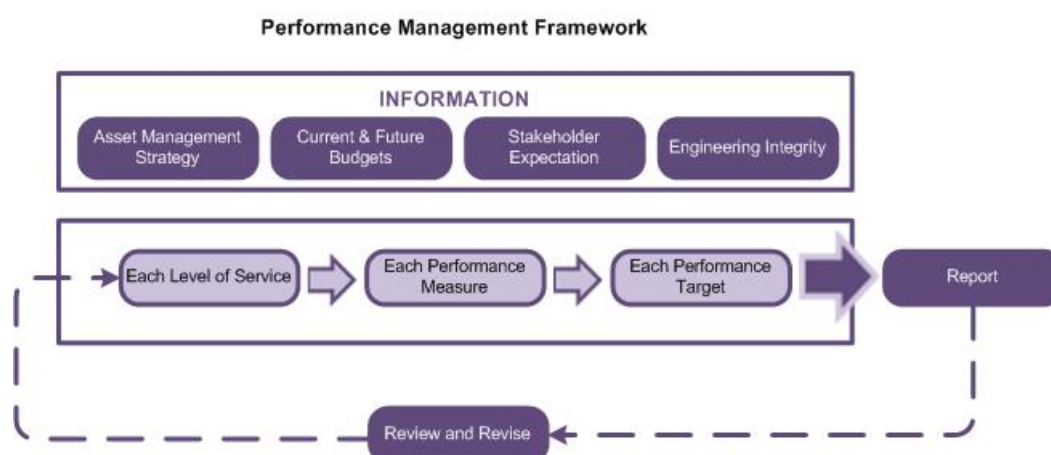 Performance Management Framework
INFORMATION
Asset Management
Strategy
Current & Future
Budgets
Stakeholder
Expectation
Engineering Integrity
Each Level of Service
Each Performance
Measure
Each Performance
Target
Report
Review and Revise